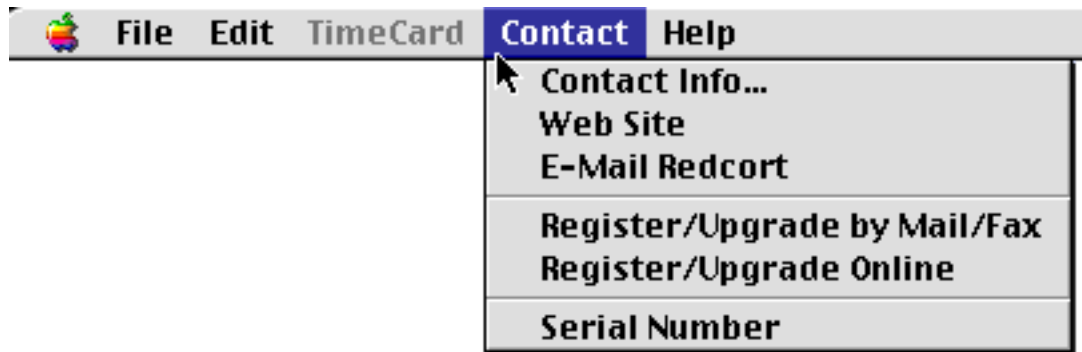 File Edit TimeCard Contact Help
Contact Info...
Web Site
E-Mail Redcort
Register/Upgrade by Mail/Fax
Register/Upgrade Online
Serial Number